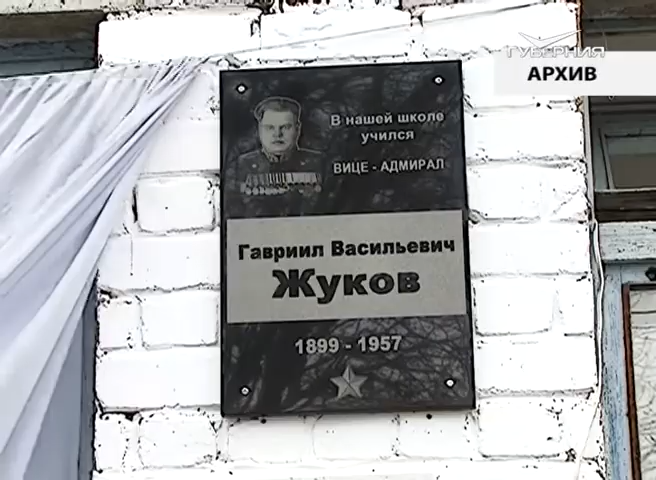 ГУБЕРНИЯ
АРХИВ
В нашей школе
учился
ВИЦЕ - АДМИРАЛ
Гавриил Васильевич
Жуков
1899 - 1957